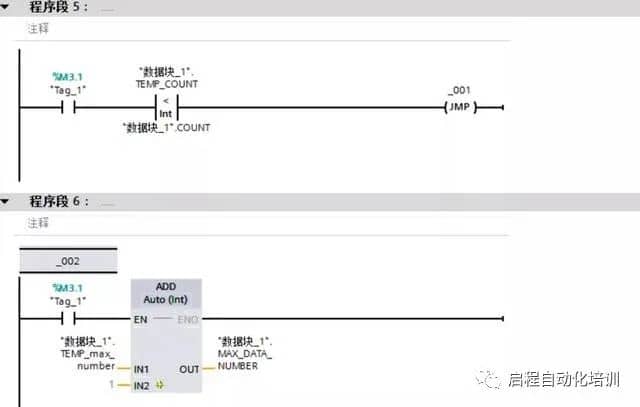 程序段 5：
注释
%M3.1
"Tag_1"
"数据块_1".
TEMP_COUNT
<
Int
"数据块_1".COUNT
_001
JMP
程序段 6：
注释
_002
%M3.1
"Tag_1"
ADD
Auto (Int)
EN
ENO
"数据块_1".
TEMP_max_
number
IN1
1
IN2
OUT
"数据块_1".
MAX_DATA_
NUMBER
启程自动化培训